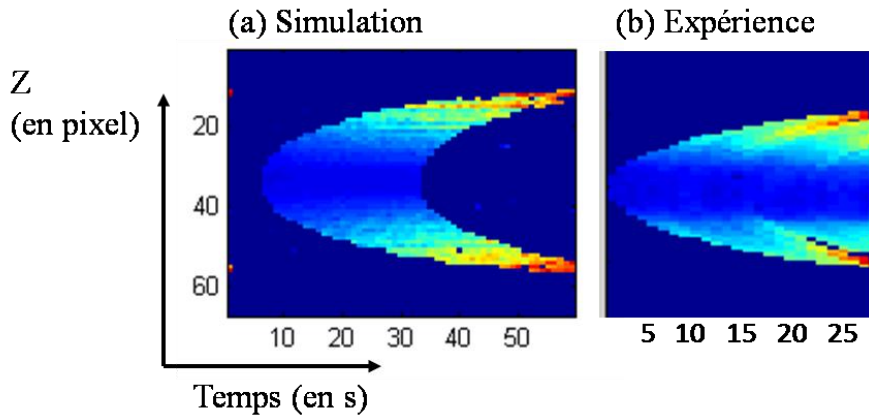 (a) Simulation
(b) Expérience
Z
(en pixel)
20
40
60
10 20 30 40 50
5 10 15 20 25
Temps (en s)